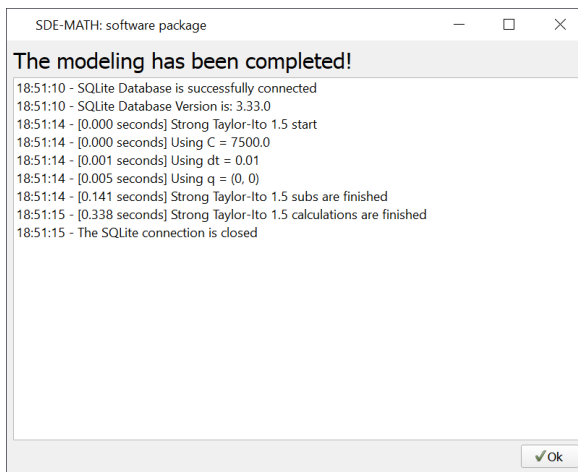 SDE-MATH: software package
The modeling has been completed!
18:51:10 - SQLite Database is successfully connected
18:51:10 - SQLite Database Version is: 3.33.0
18:51:14 - [0.000 seconds] Strong Taylor-Ito 1.5 start
18:51:14 - [0.000 seconds] Using C = 7500.0
18:51:14 - [0.001 seconds] Using dt = 0.01
18:51:14 - [0.005 seconds] Using q = (0, 0)
18:51:14 - [0.141 seconds] Strong Taylor-Ito 1.5 subs are finished
18:51:15 - [0.338 seconds] Strong Taylor-Ito 1.5 calculations are finished
18:51:15 - The SQLite connection is closed
Ok